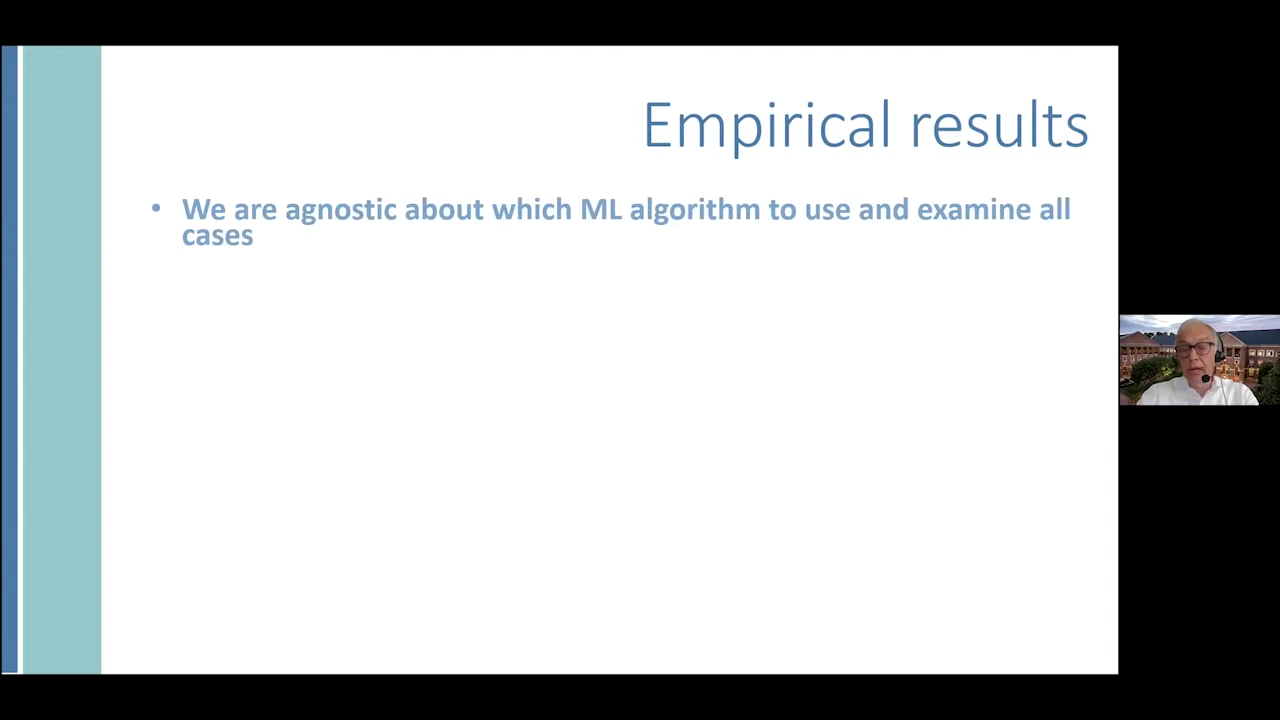 Empirical results
• We are agnostic about which ML algorithm to use and examine all
cases